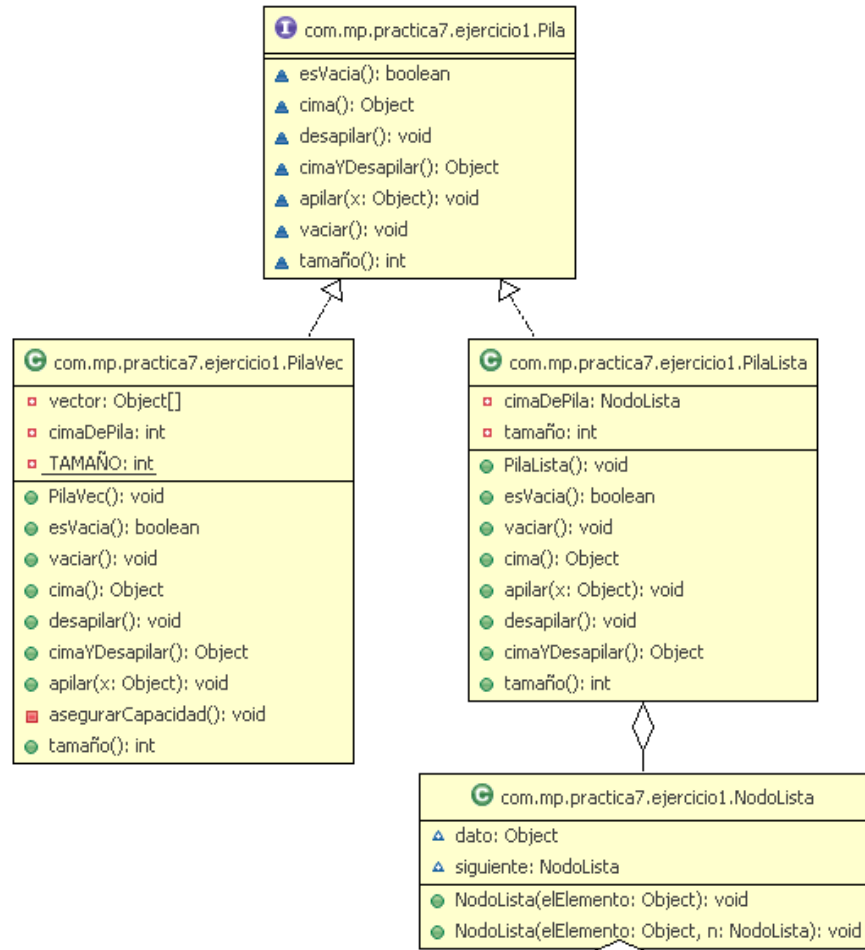 com.mp.practica7.ejercicio1.Pila
esVacia(): boolean
cima(): Object
desapilar(): void
cimaYDesapilar(): Object
apilar(x: Object): void
vaciar(): void
tamaño(): int
com.mp.practica7.ejercicio1.PilaVec
vector: Object[]
cimaDePila: int
TAMAÑO: int
PilaVec(): void
esVacia(): boolean
vaciar(): void
cima(): Object
desapilar(): void
cimaYDesapilar(): Object
apilar(x: Object): void
asegurarCapacidad(): void
tamaño(): int
com.mp.practica7.ejercicio1.PilaLista
cimaDePila: NodoLista
tamaño: int
PilaLista(): void
esVacia(): boolean
vaciar(): void
cima(): Object
apilar(x: Object): void
desapilar(): void
cimaYDesapilar(): Object
tamaño(): int
com.mp.practica7.ejercicio1.NodoLista
dato: Object
siguiente: NodoLista
NodoLista(elElemento: Object): void
NodoLista(elElemento: Object, n: NodoLista): void